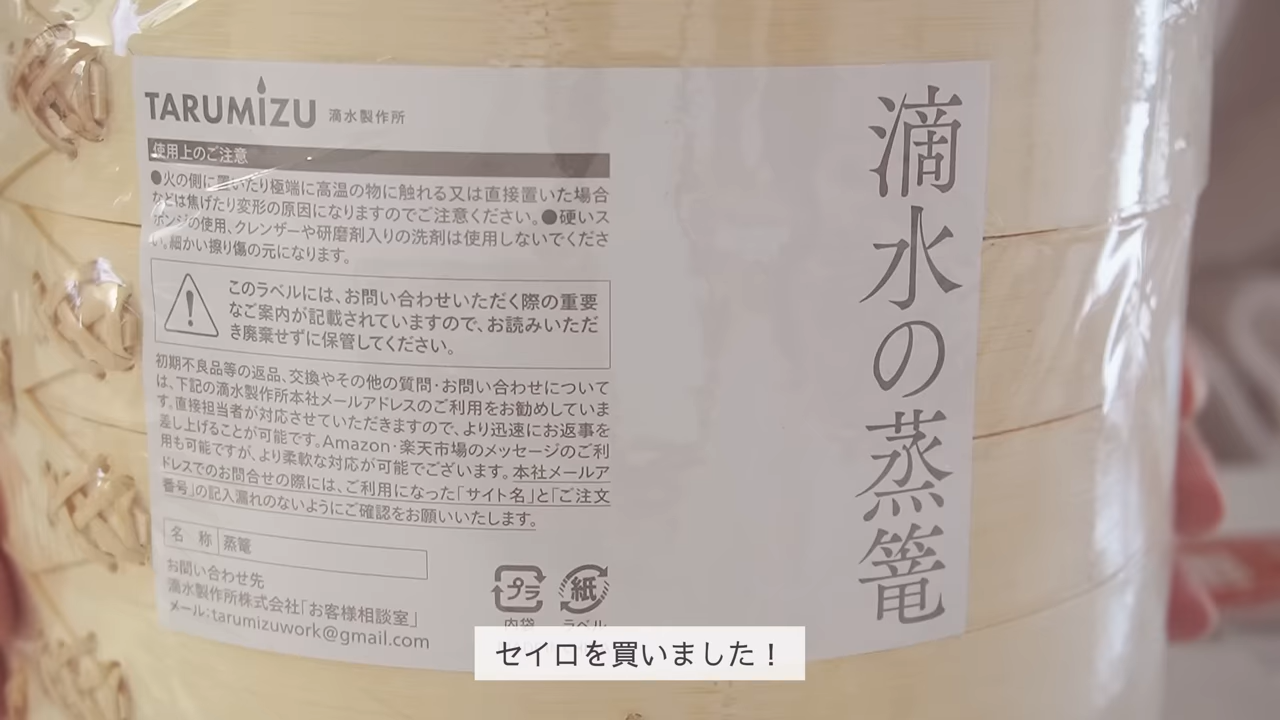 TARUMIZU 滴水製作所
使用上のご注意
●火の側に置いたり極端に高温の物に触れる又は直接置いた場合
などは焦げたり変形の原因になりますのでご注意ください。●硬いス
ポンジの使用、クレンザーや研磨剤入りの洗剤は使用しないでくださ
い。細かい擦り傷の元になります。
このラベルには、お問い合わせいただく際の重要
なご案内が記載されていますので、お読みいただ
き廃棄せずに保管してください。
初期不良品等の返品、交換やその他の質問・お問い合わせについて
は、下記の滴水製作所本社メールアドレスのご利用をお勧めしていま
す。直接担当者が対応させていただきますので、より迅速にお返事を
差し上げることが可能です。Amazon・楽天市場のメッセージのご利
用も可能ですが、より柔軟な対応が可能でございます。本社メールア
ドレスでのお問合せの際には、ご利用になった「サイト名」と「ご注文
番号」の記入漏れのないようにご確認をお願いいたします。
名 称 蒸篭
お問い合わせ先
滴水製作所株式会社「お客様相談室」
メール:tarumizuwork@gmail.com
プラ
内袋
紙
ラベル
滴水の蒸篭
セイロを買いました！